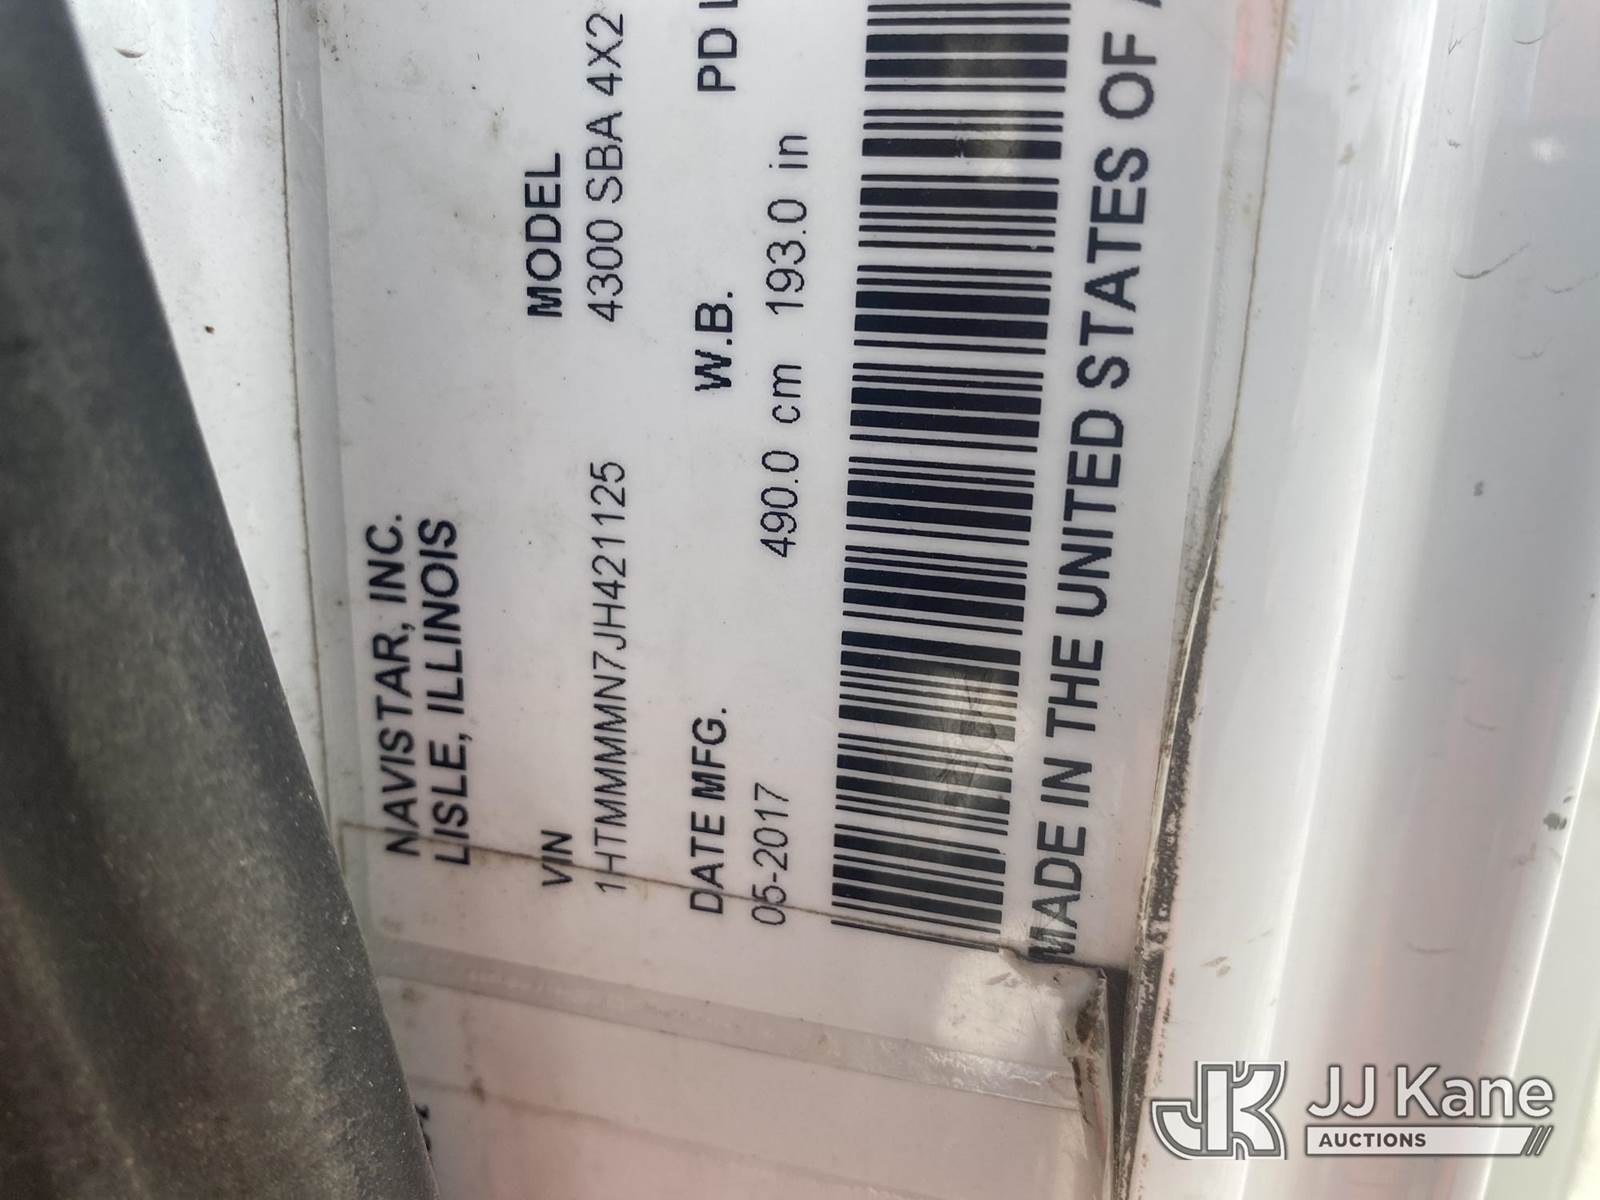 NAVISTAR, INC.
LISLE, ILLINOIS
VIN MODEL
1HTMMMMN7JH421125 4300 SBA 4X2
DATE MFG. W.B. PD
05-2017 490.0 cm 193.0 in
MADE IN THE UNITED STATES OF
JJ Kane
AUCTIONS